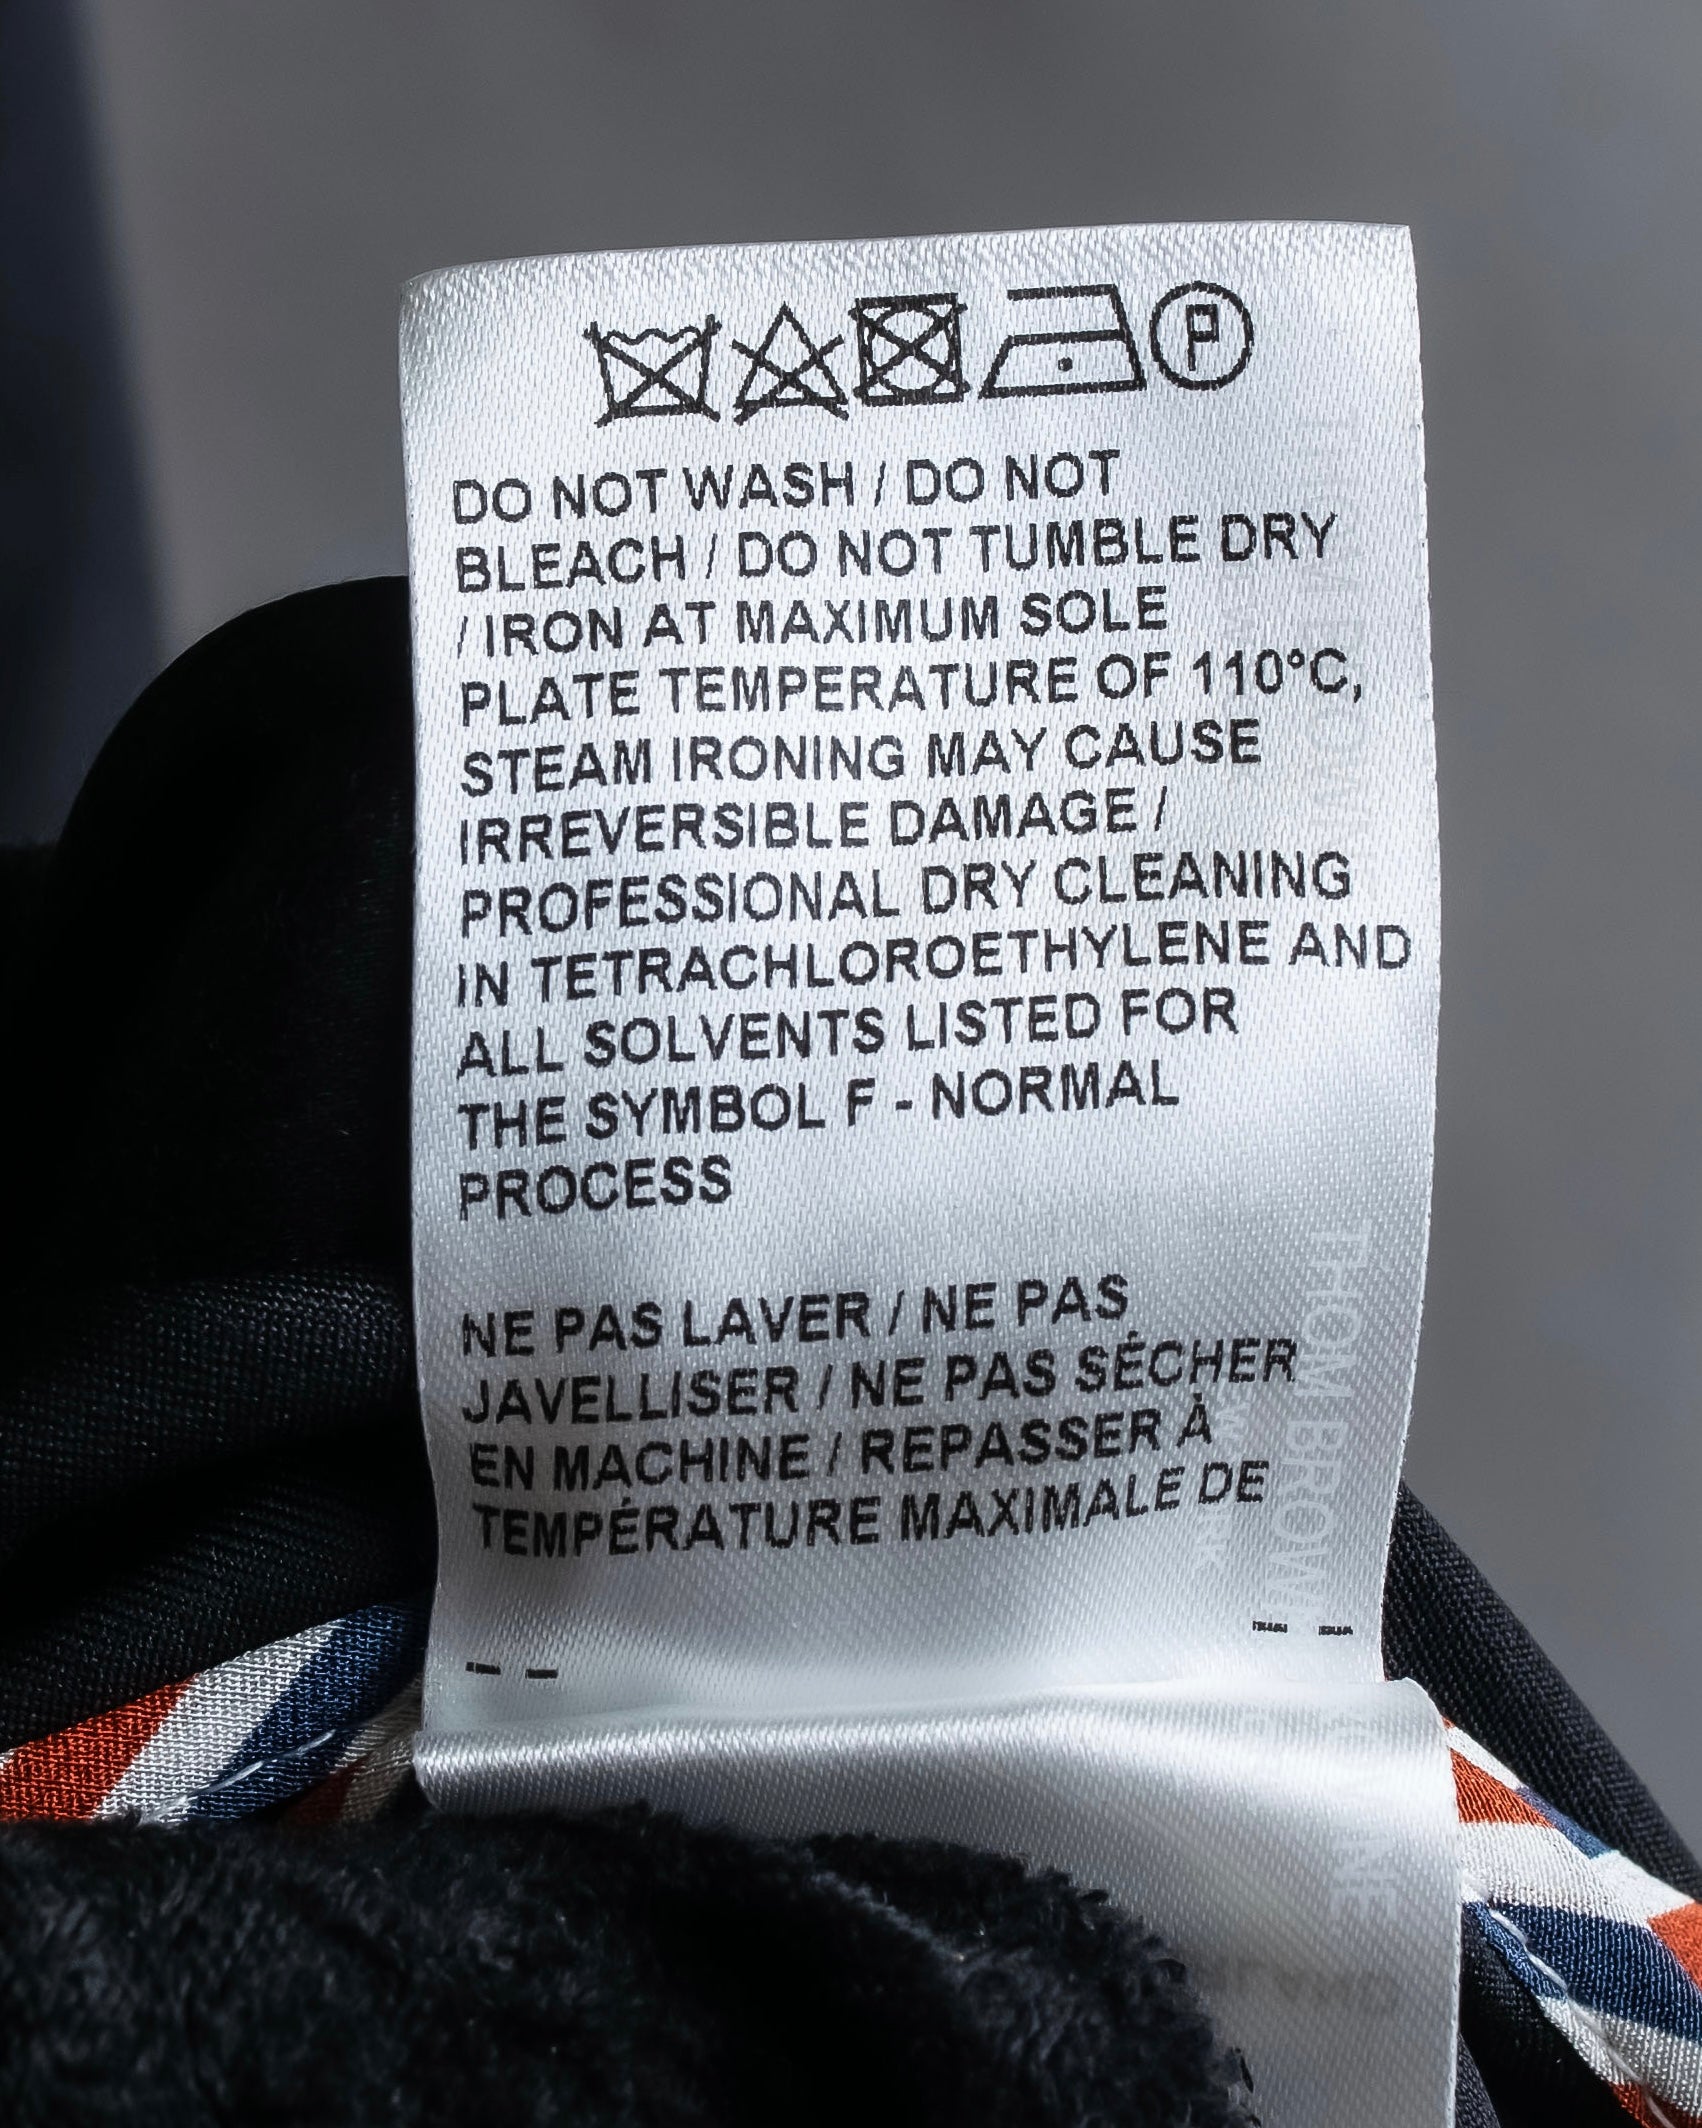 P
DO NOT WASH / DO NOT
BLEACH / DO NOT TUMBLE DRY
/ IRON AT MAXIMUM SOLE
PLATE TEMPERATURE OF 110°C,
STEAM IRONING MAY CAUSE
IRREVERSIBLE DAMAGE /
PROFESSIONAL DRY CLEANING
IN TETRACHLOROETHYLENE AND
ALL SOLVENTS LISTED FOR
THE SYMBOL F - NORMAL
PROCESS
NE PAS LAVER / NE PAS
JAVELLISER / NE PAS SÉCHER
EN MACHINE / REPASSER À
TEMPÉRATURE MAXIMALE DE
THOM BROWNE